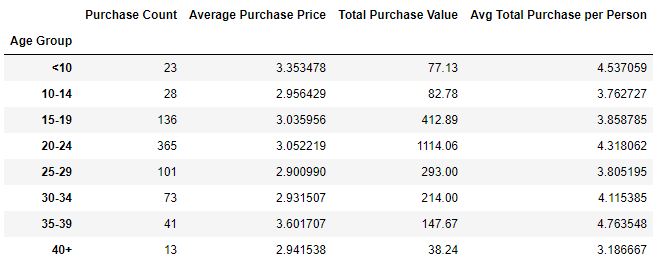 Purchase Count Average Purchase Price Total Purchase Value Avg Total Purchase per Person
Age Group
<10 23 3.353478 77.13 4.537059
10-14 28 2.956429 82.78 3.762727
15-19 136 3.035956 412.89 3.858785
20-24 365 3.052219 1114.06 4.318062
25-29 101 2.900990 293.00 3.805195
30-34 73 2.931507 214.00 4.115385
35-39 41 3.601707 147.67 4.763548
40+ 13 2.941538 38.24 3.186667